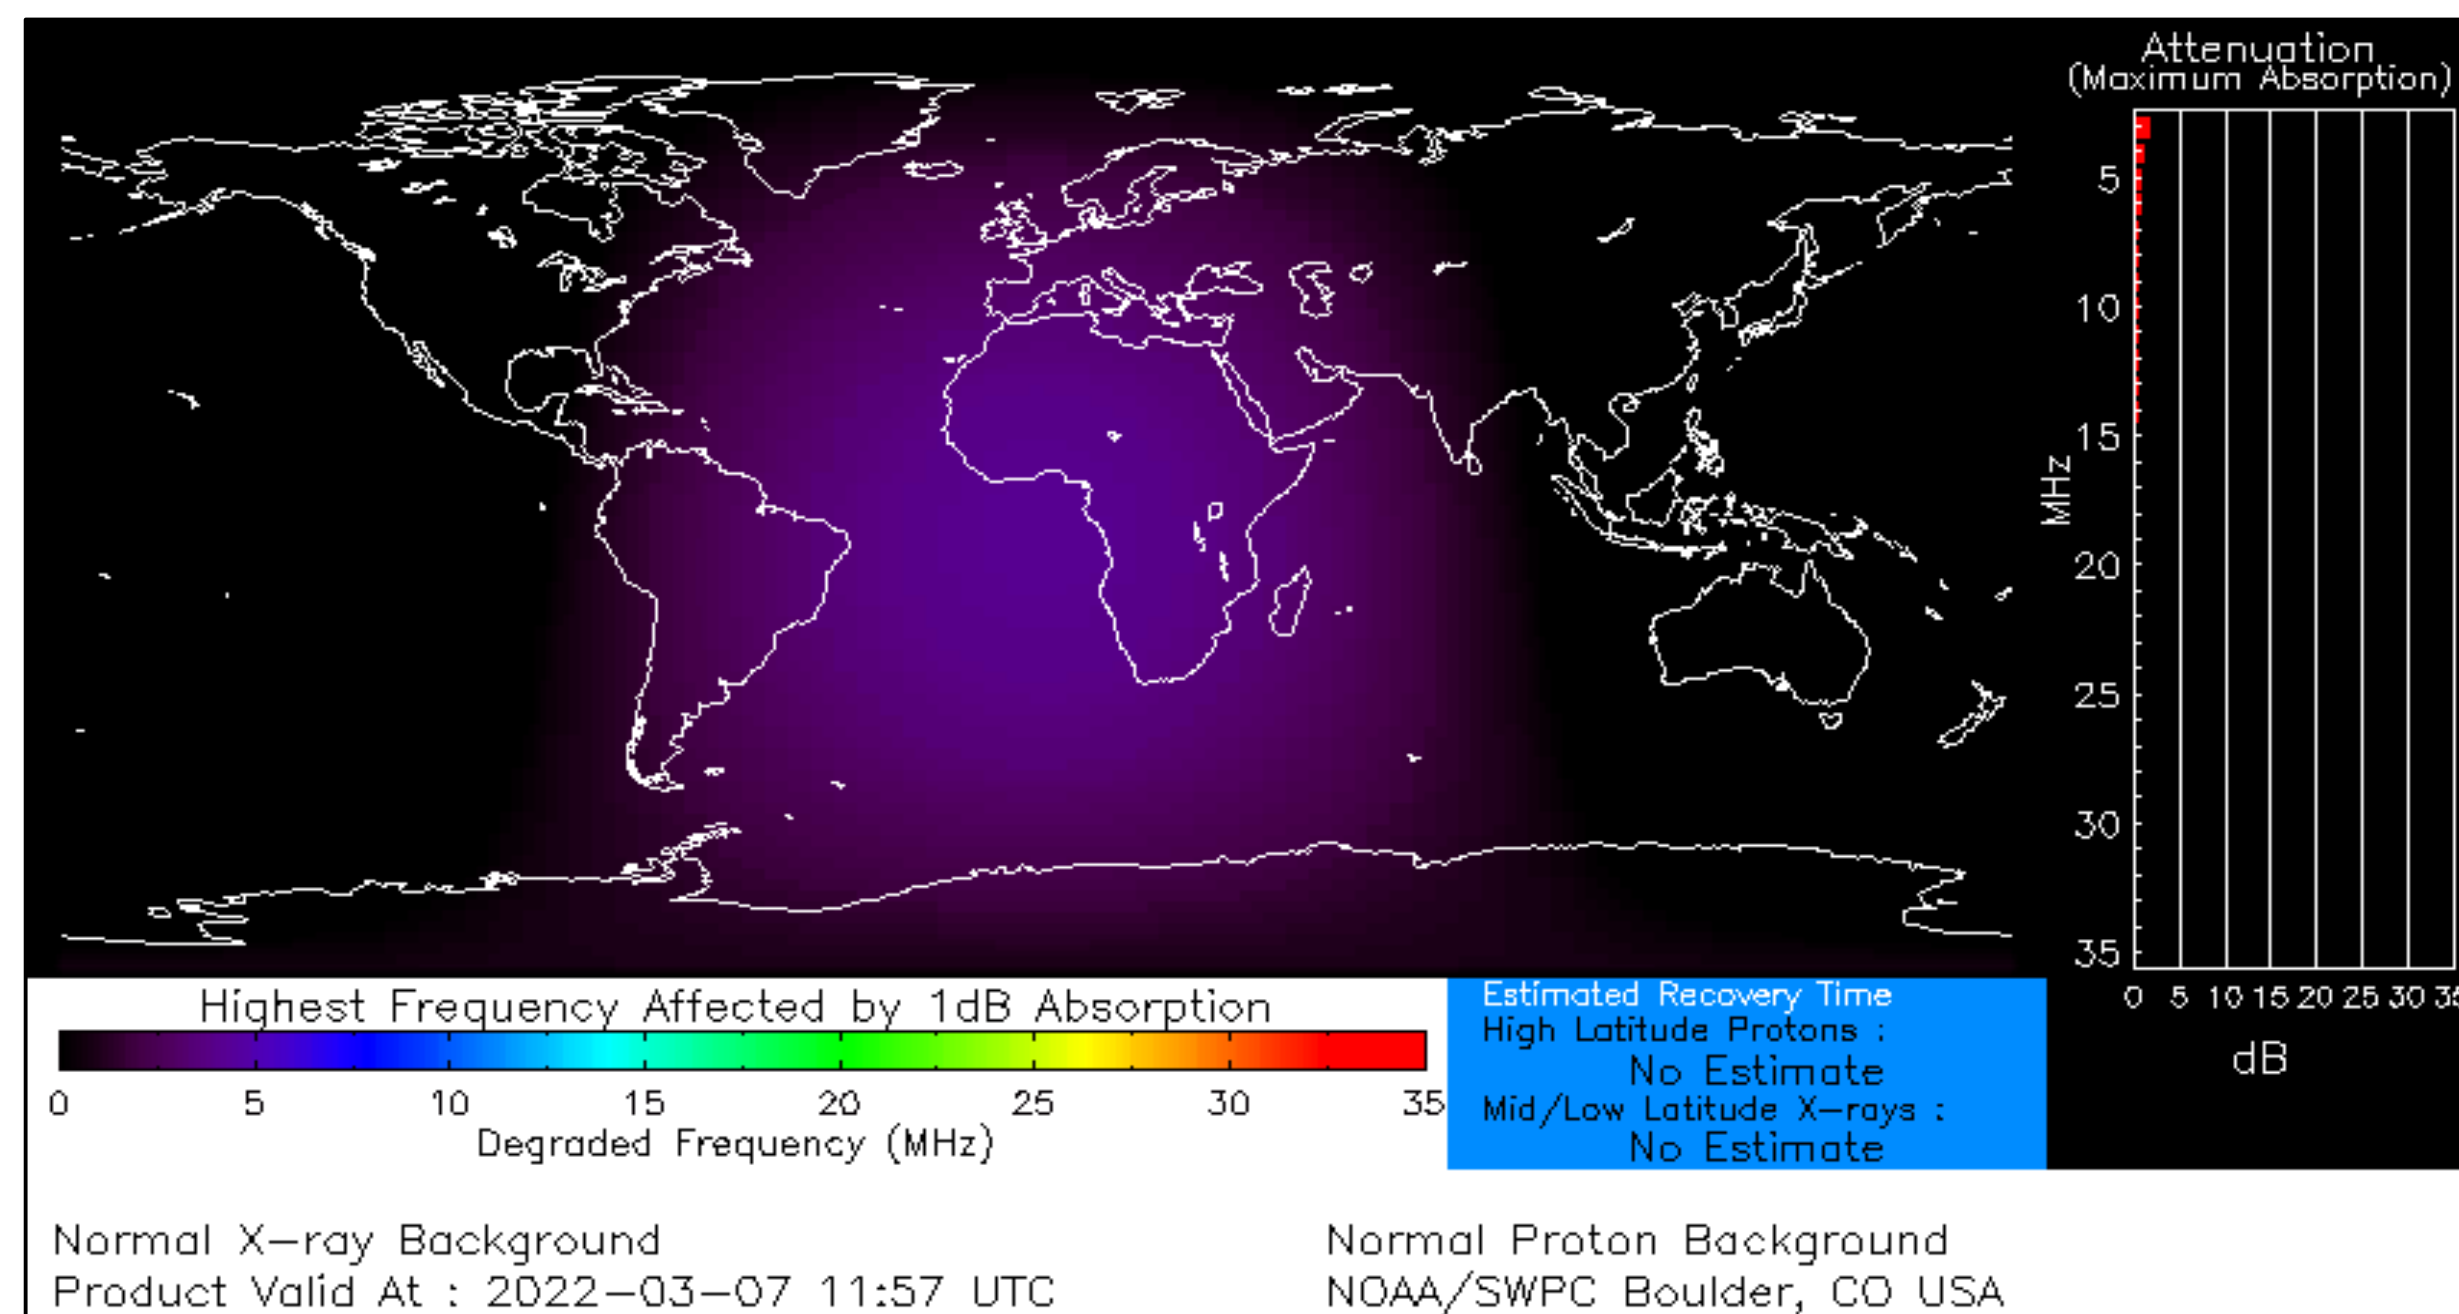 Attenuation
(Maximum Absorption)
5
10
15
20
25
30
35
MHz
0 5 10 15 20 25 30 35
dB
Highest Frequency Affected by 1dB Absorption
0 5 10 15 20 25 30 35
Degraded Frequency (MHz)
Estimated Recovery Time
High Latitude Protons :
No Estimate
Mid/Low Latitude X-rays :
No Estimate
Normal X-ray Background
Normal Proton Background
Product Valid At : 2022-03-07 11:57 UTC
NOAA/SWPC Boulder, CO USA